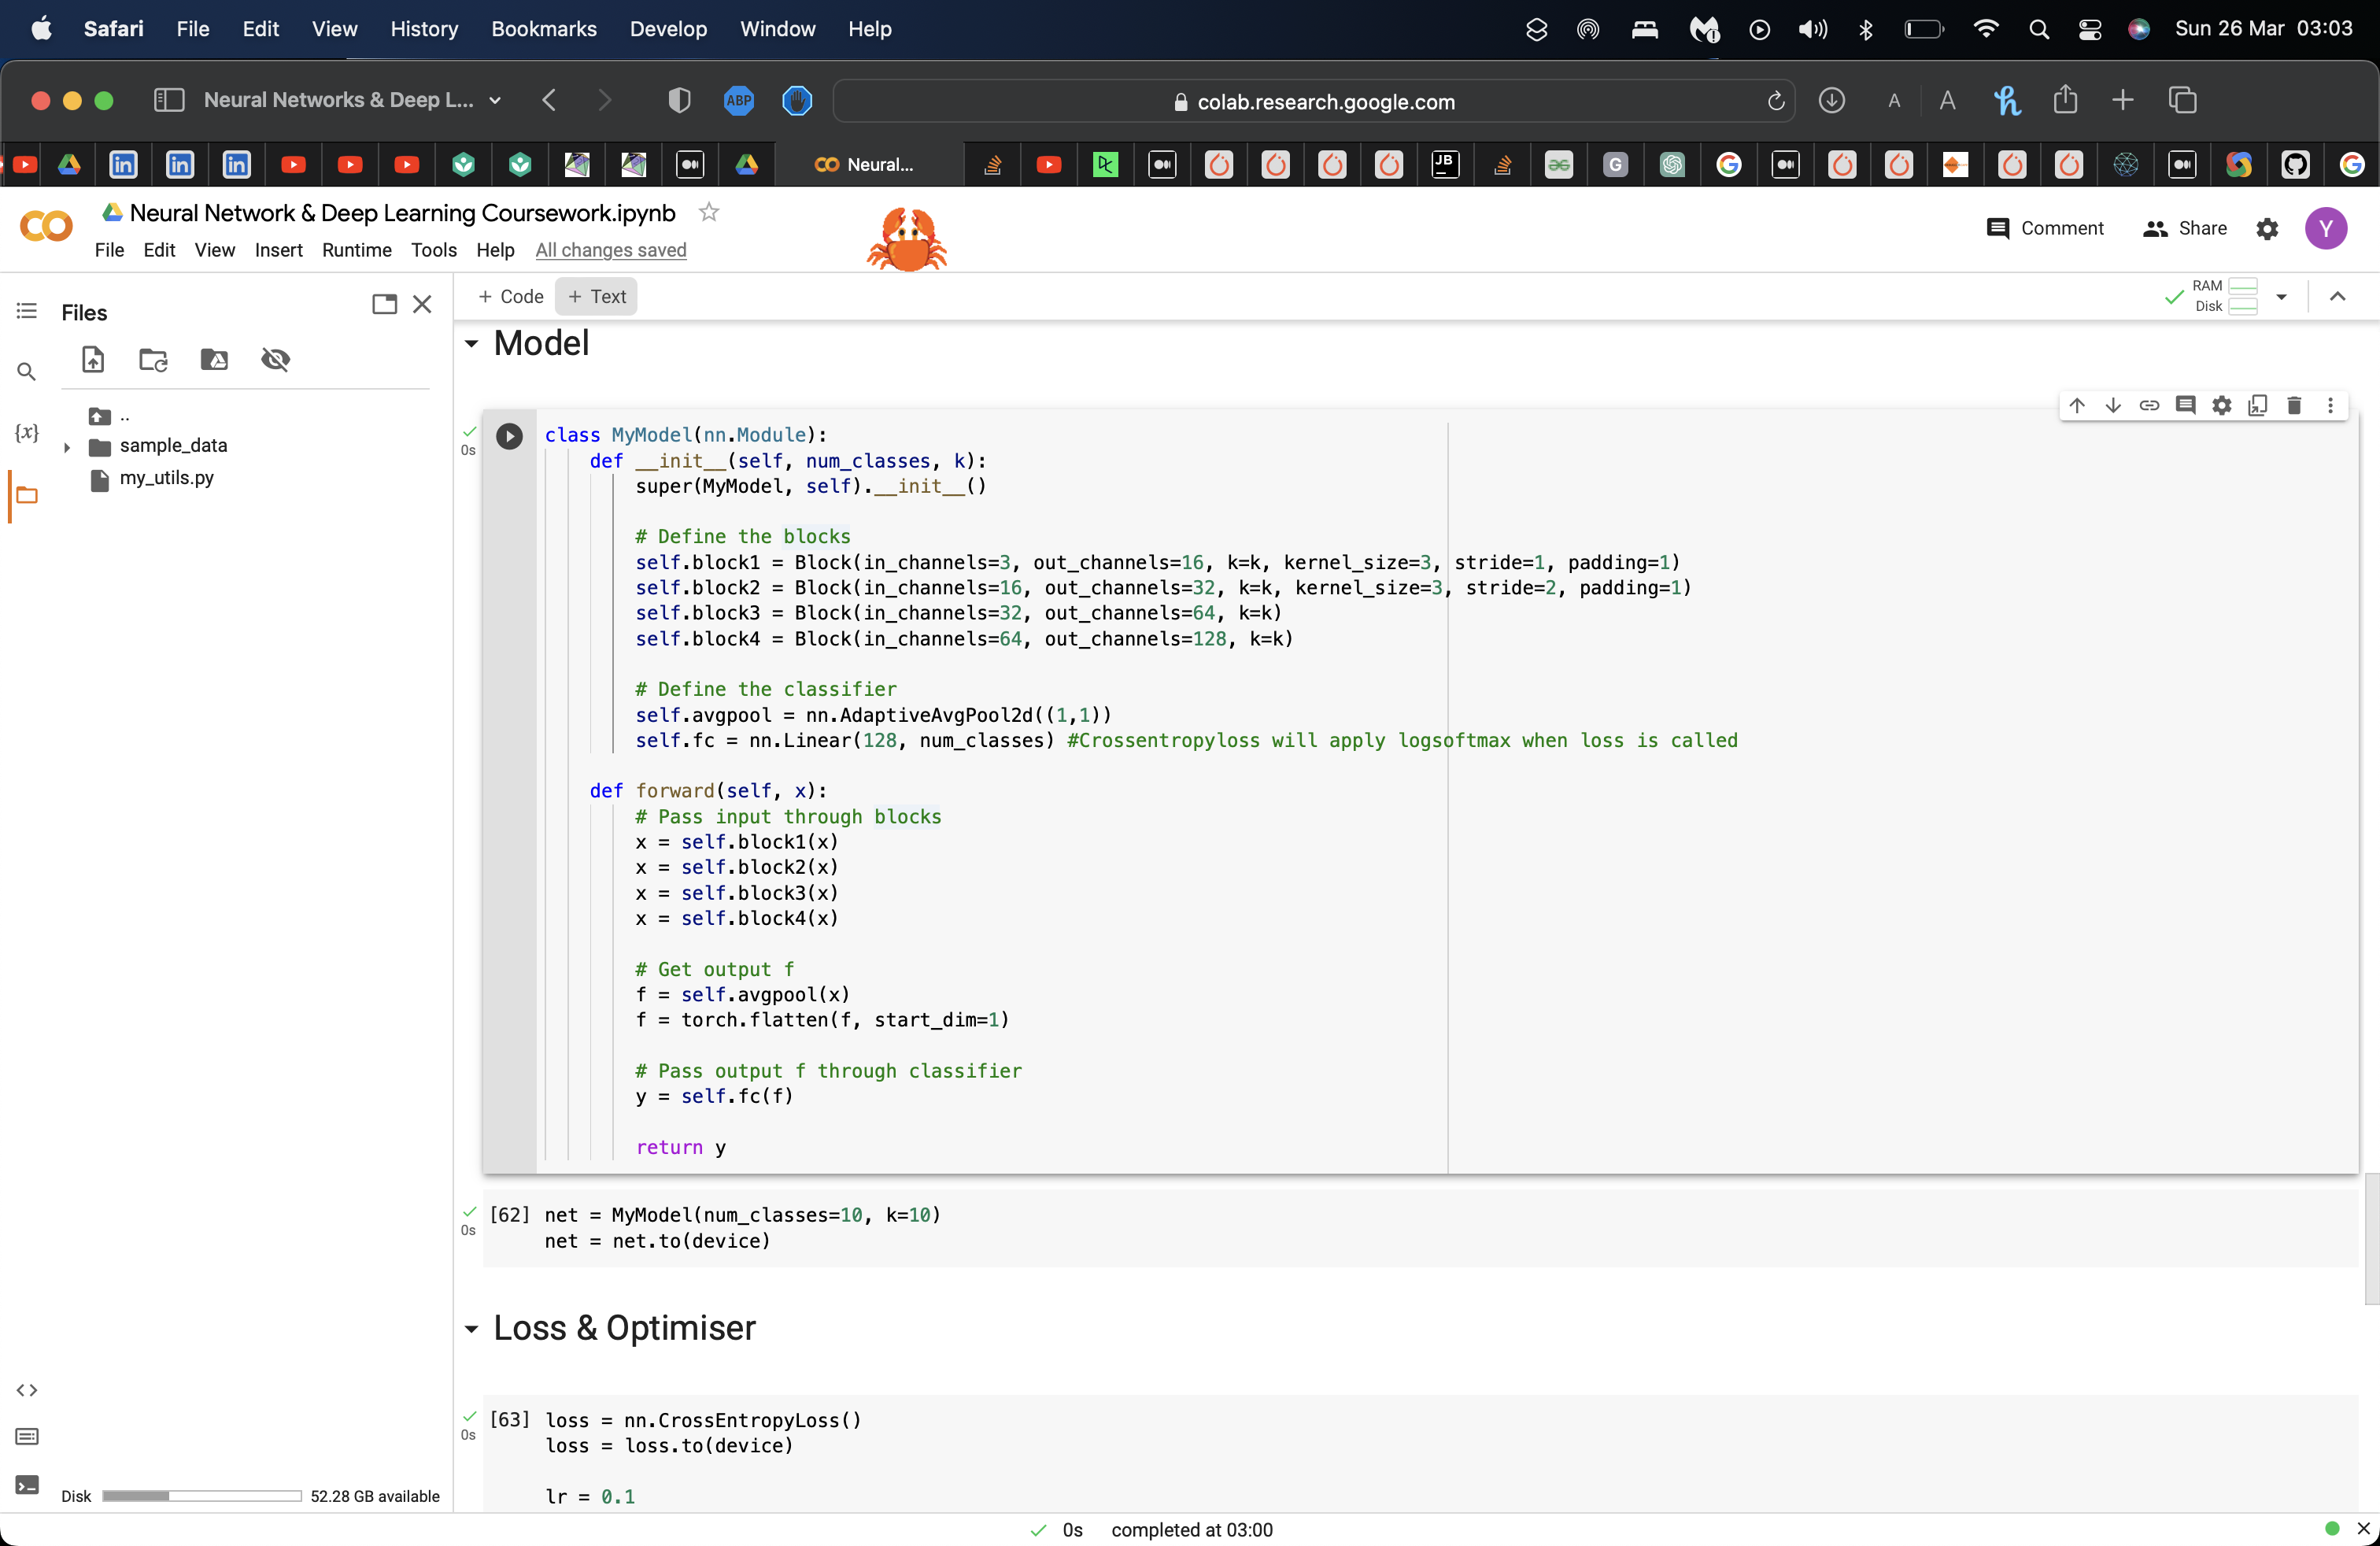 Safari File Edit View History Bookmarks Develop Window Help Sun 26 Mar 03:03
Neural Networks & Deep L... ABP colab.research.google.com A A
Neural... JB G
Neural Network & Deep Learning Coursework.ipynb
File Edit View Insert Runtime Tools Help All changes saved
Comment Share Y
Files
+ Code + Text
RAM
Disk
..
sample_data
my_utils.py
{x}
Model
0s
class MyModel(nn.Module):
def __init__(self, num_classes, k):
super(MyModel, self).__init__()
# Define the blocks
self.block1 = Block(in_channels=3, out_channels=16, k=k, kernel_size=3, stride=1, padding=1)
self.block2 = Block(in_channels=16, out_channels=32, k=k, kernel_size=3, stride=2, padding=1)
self.block3 = Block(in_channels=32, out_channels=64, k=k)
self.block4 = Block(in_channels=64, out_channels=128, k=k)
# Define the classifier
self.avgpool = nn.AdaptiveAvgPool2d((1,1))
self.fc = nn.Linear(128, num_classes) #Crossentropyloss will apply logsoftmax when loss is called
def forward(self, x):
# Pass input through blocks
x = self.block1(x)
x = self.block2(x)
x = self.block3(x)
x = self.block4(x)
# Get output f
f = self.avgpool(x)
f = torch.flatten(f, start_dim=1)
# Pass output f through classifier
y = self.fc(f)
return y
0s
[62] net = MyModel(num_classes=10, k=10)
net = net.to(device)
Loss & Optimiser
0s
[63] loss = nn.CrossEntropyLoss()
loss = loss.to(device)
lr = 0.1
Disk 52.28 GB available
0s completed at 03:00